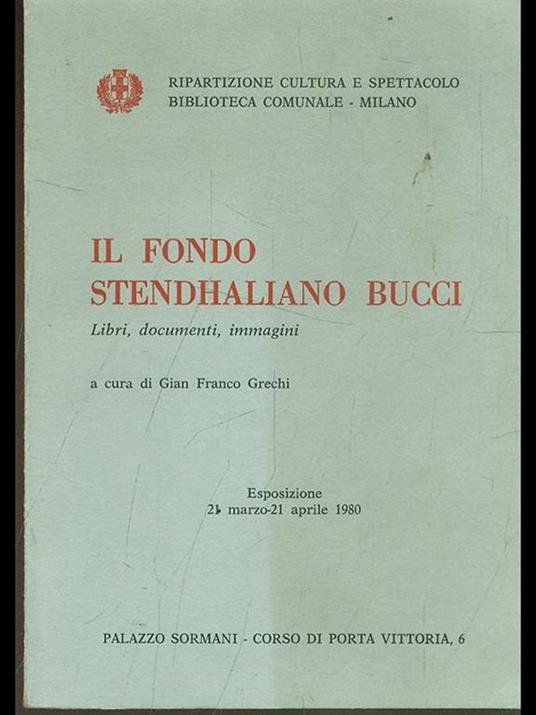 RIPARTIZIONE CULTURA E SPETTACOLO
BIBLIOTECA COMUNALE - MILANO
IL FONDO
STENDHALIANO BUCCI
Libri, documenti, immagini
a cura di Gian Franco Grechi
Esposizione
21 marzo-21 aprile 1980
PALAZZO SORMANI - CORSO DI PORTA VITTORIA, 6